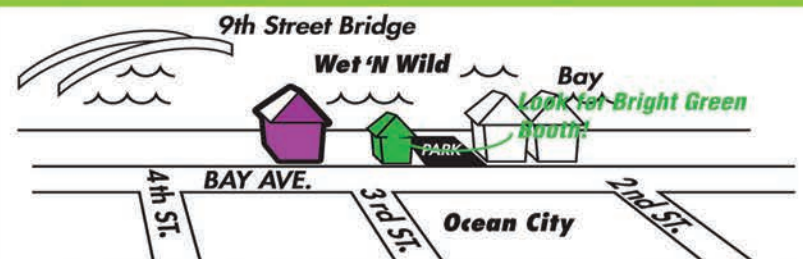 9th Street Bridge
Wet 'N Wild
Bay
Look for Bright Green
Booth!
PARK
BAY AVE.
4th ST.
3rd ST.
2nd ST.
Ocean City